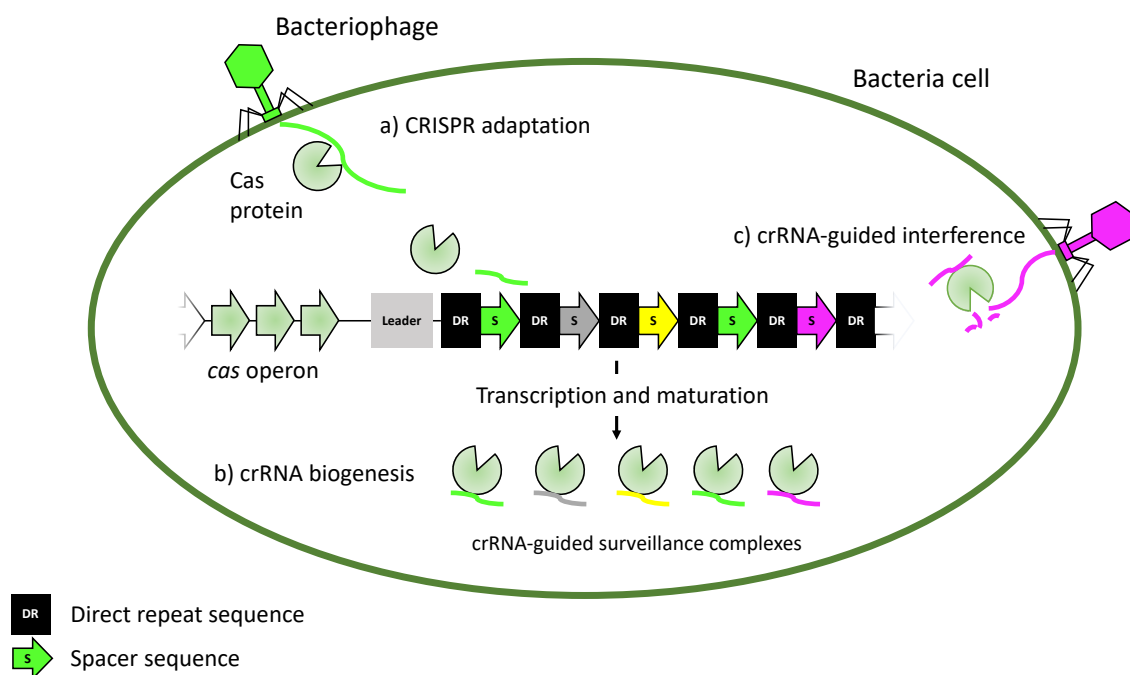 Bacteriophage
Bacteria cell
a) CRISPR adaptation
Cas
protein
c) crRNA-guided interference
Leader
DR
S
DR
S
DR
S
DR
S
DR
S
DR
cas operon
Transcription and maturation
b) crRNA biogenesis
crRNA-guided surveillance complexes
DR
Direct repeat sequence
S
Spacer sequence